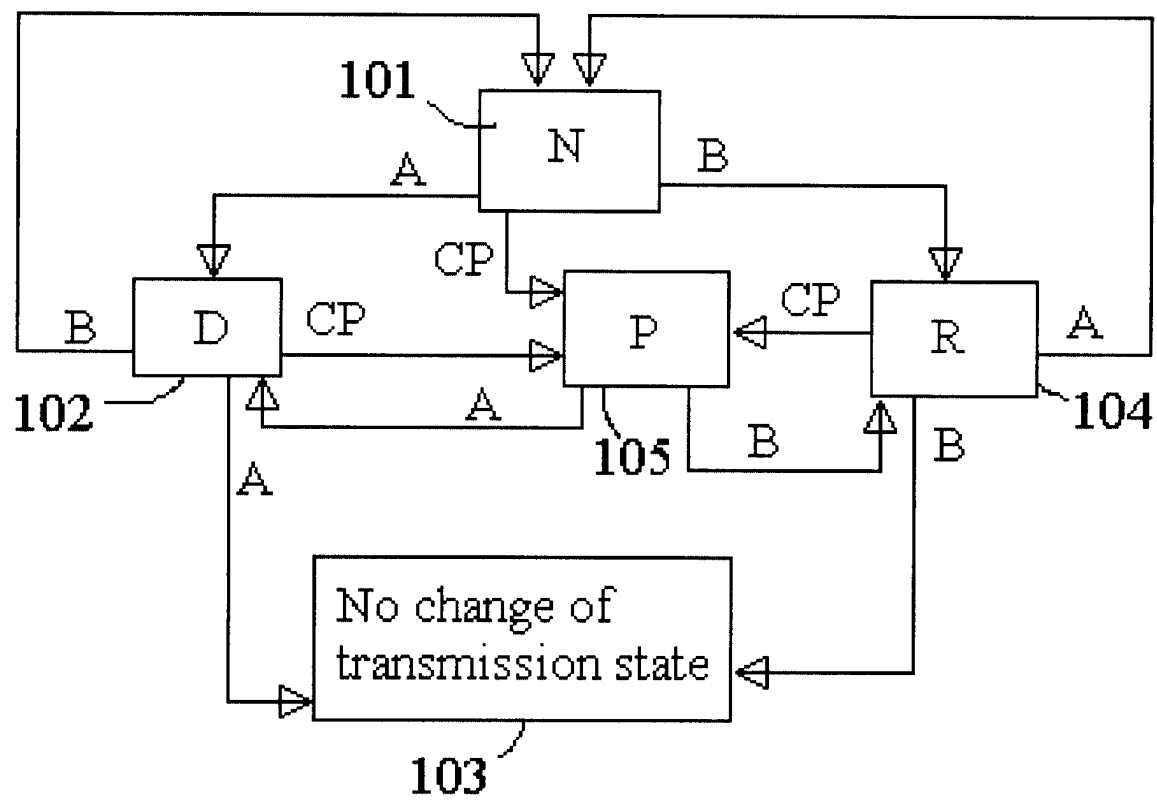 101
N
A
B
CP
D
P
R
CP
CP
B
A
102
A
105
B
B
104
A
No change of
transmission state
103